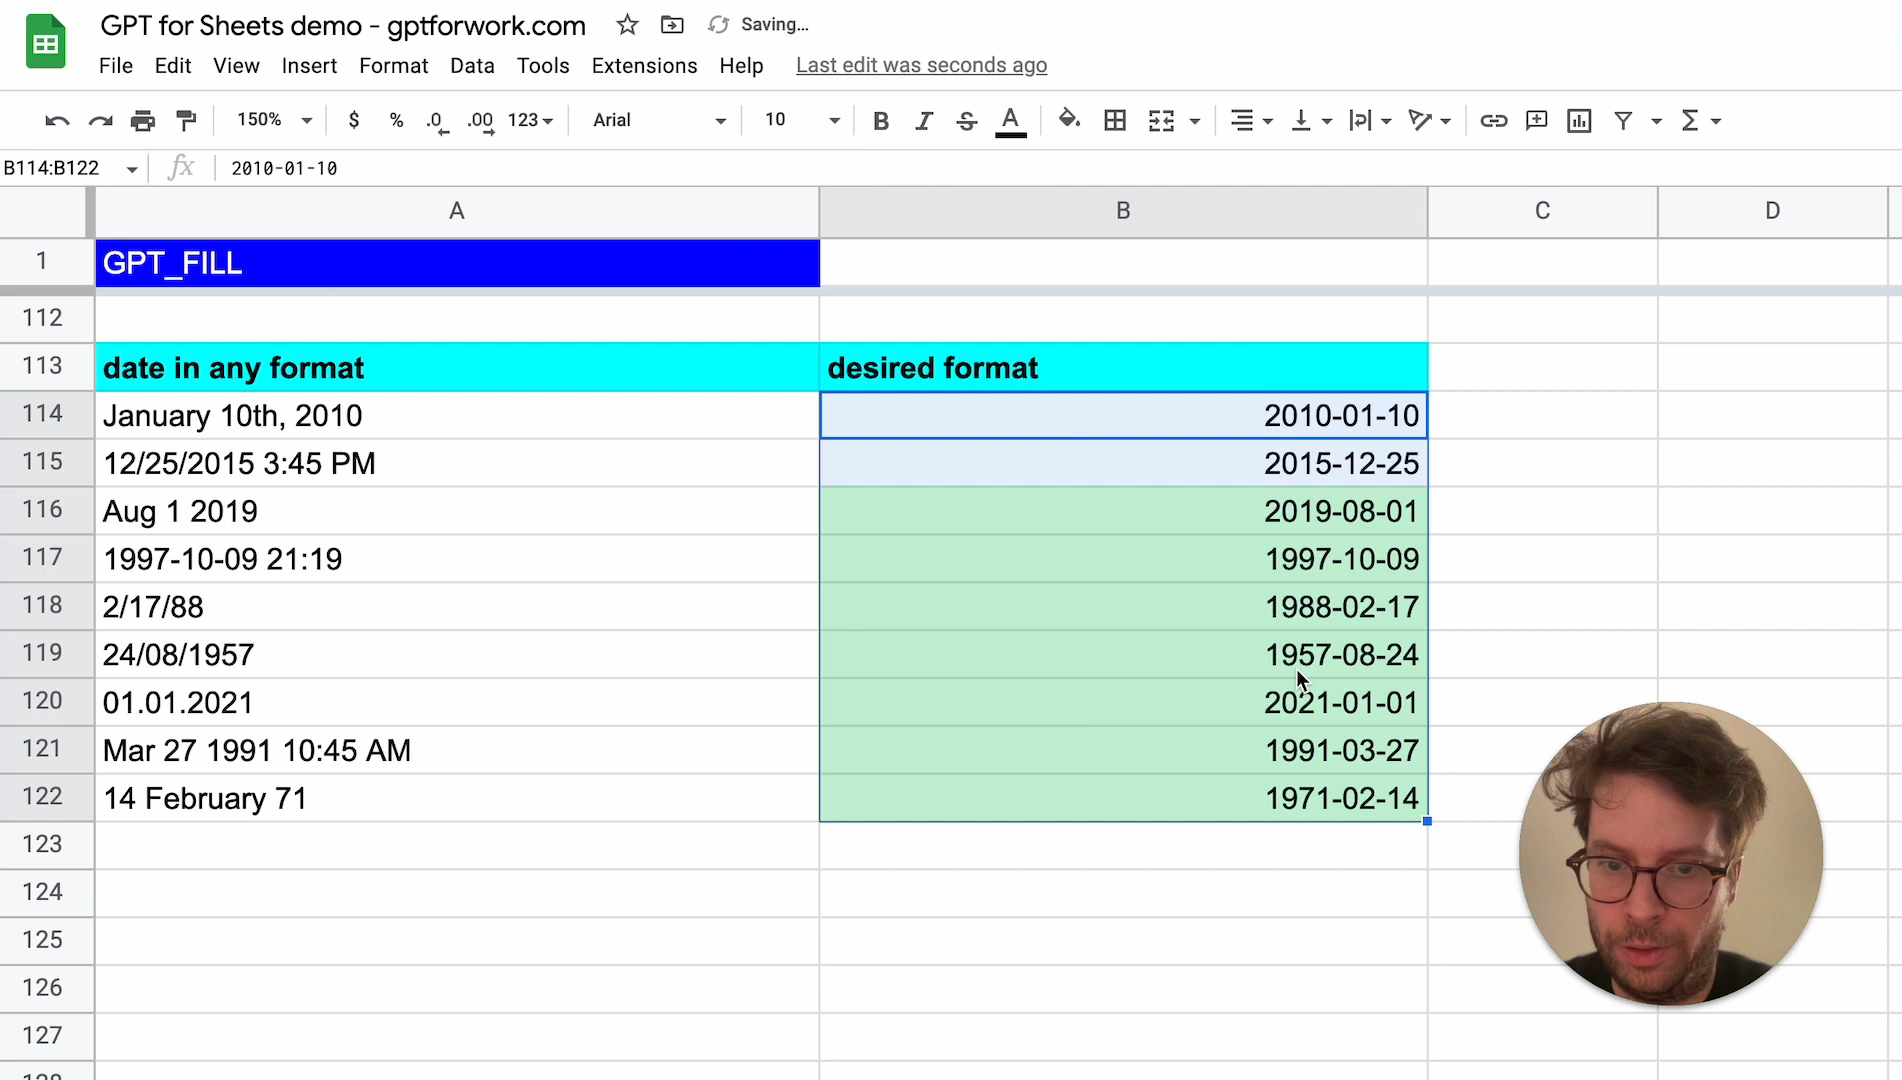 GPT for Sheets demo - gptforwork.com Saving...
File Edit View Insert Format Data Tools Extensions Help Last edit was seconds ago
150% $ % .0 .00 123 Arial 10 B I S A Σ
B114:B122 fx 2010-01-10
A B C D
1 GPT_FILL
112
113 date in any format desired format
114 January 10th, 2010 2010-01-10
115 12/25/2015 3:45 PM 2015-12-25
116 Aug 1 2019 2019-08-01
117 1997-10-09 21:19 1997-10-09
118 2/17/88 1988-02-17
119 24/08/1957 1957-08-24
120 01.01.2021 2021-01-01
121 Mar 27 1991 10:45 AM 1991-03-27
122 14 February 71 1971-02-14
123
124
125
126
127